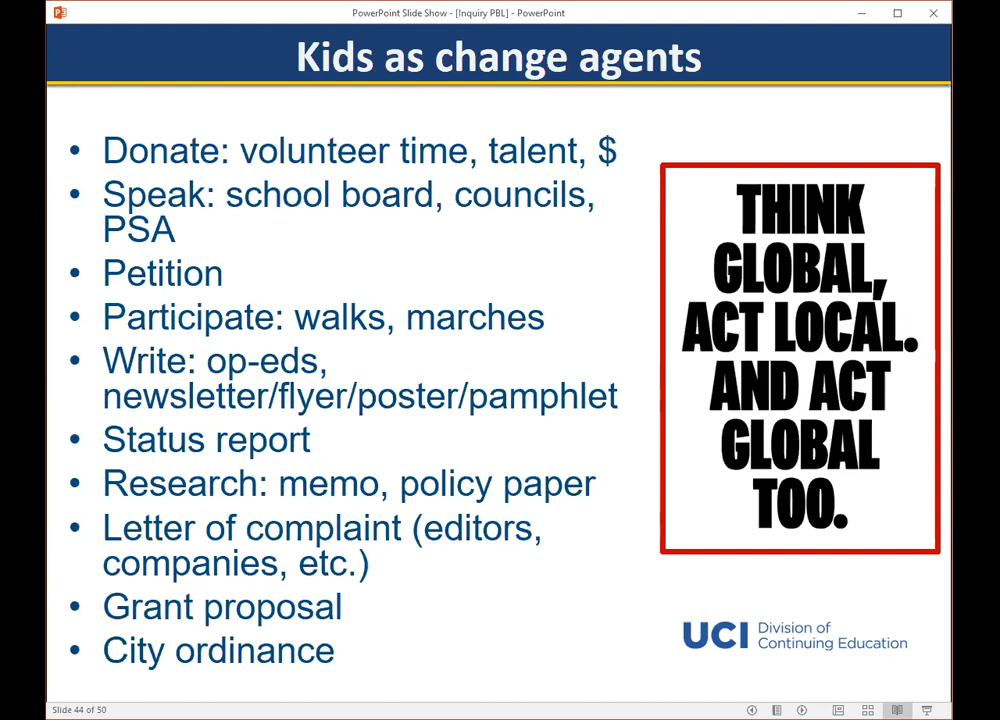 PowerPoint Slide Show - [Inquiry PBL] - PowerPoint
Kids as change agents
• Donate: volunteer time, talent, $
• Speak: school board, councils,
PSA
• Petition
• Participate: walks, marches
• Write: op-eds,
newsletter/flyer/poster/pamphlet
• Status report
• Research: memo, policy paper
• Letter of complaint (editors,
companies, etc.)
• Grant proposal
• City ordinance
THINK
GLOBAL,
ACT LOCAL.
AND ACT
GLOBAL
TOO.
UCI Division of
Continuing Education
Slide 44 of 50